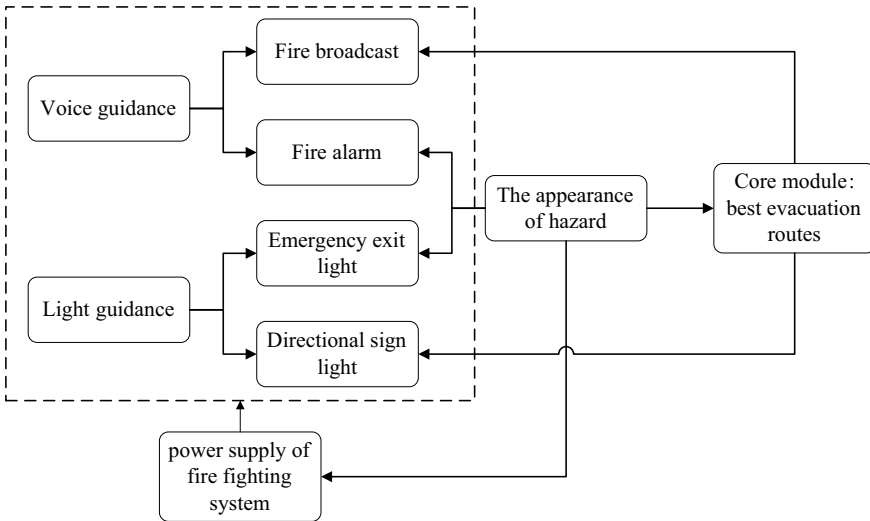 Fire broadcast
Voice guidance
Fire alarm
The appearance
of hazard
Core module:
best evacuation
routes
Emergency exit
light
Light guidance
Directional sign
light
power supply of
fire fighting
system